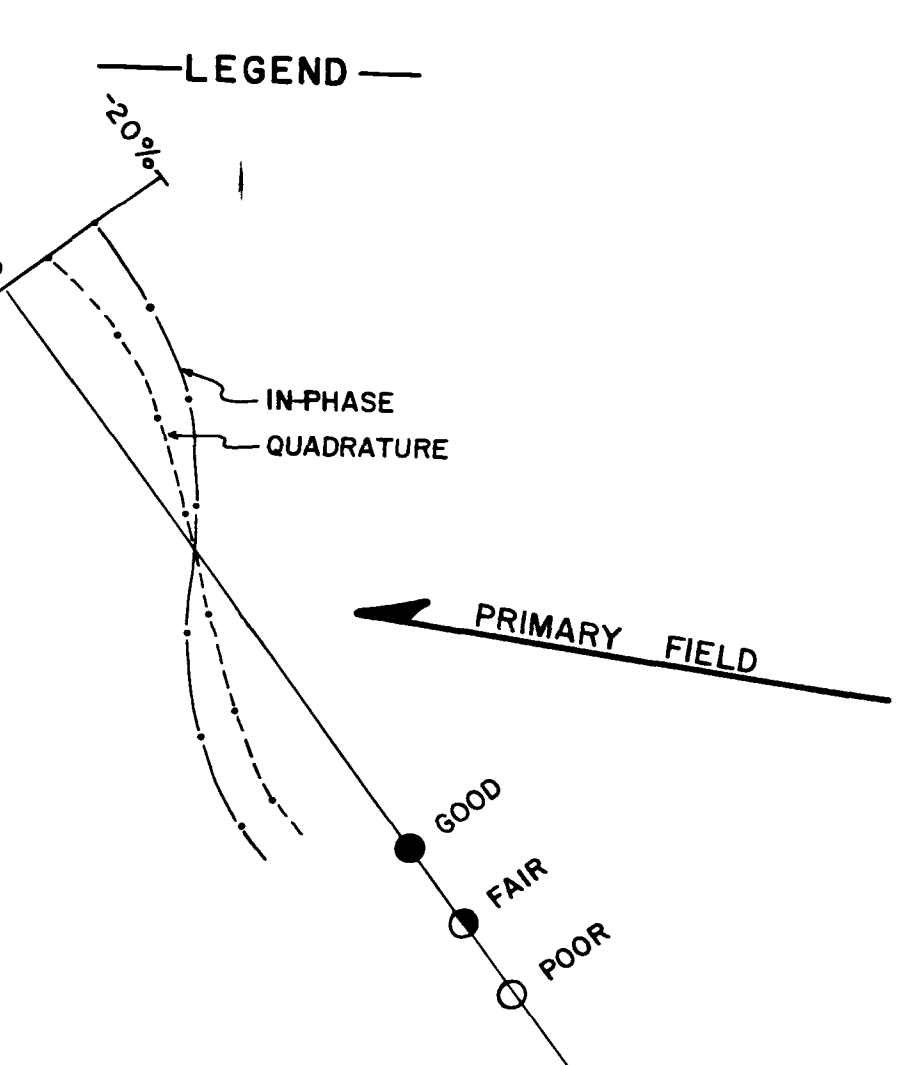 LEGEND
-20%
IN-PHASE
QUADRATURE
PRIMARY FIELD
GOOD
FAIR
POOR